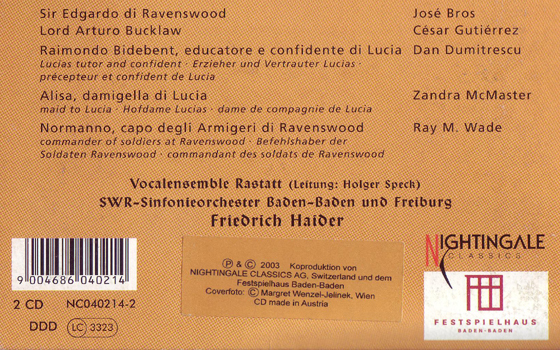 Sir Edgardo di Ravenswood José Bros
Lord Arturo Bucklaw César Gutiérrez
Raimondo Bidebent, educatore e confidente di Lucia Dan Dumitrescu
Lucias tutor and confident · Erzieher und Vertrauter Lucias ·
précepteur et confident de Lucia
Alisa, damigella di Lucia Zandra McMaster
maid to Lucia · Hofdame Lucias · dame de compagnie de Lucia
Normanno, capo degli Armigeri di Ravenswood Ray M. Wade
commander of soldiers at Ravenswood · Befehlshaber der
Soldaten Ravenswood · commandant des soldats de Ravenswood
Vocalensemble Rastatt (Leitung: Holger Speck)
SWR-Sinfonieorchester Baden-Baden und Freiburg
Friedrich Haider
9 004686 040214
2 CD NC040214-2
DDD LC 3323
℗ & © 2003 Koproduktion von
NIGHTINGALE CLASSICS AG, Switzerland und dem
Festspielhaus Baden-Baden
Coverfoto: © Margret Wenzel-Jelinek, Wien
CD made in Austria
NIGHTINGALE
CLASSICS
FESTSPIELHAUS
BADEN-BADEN